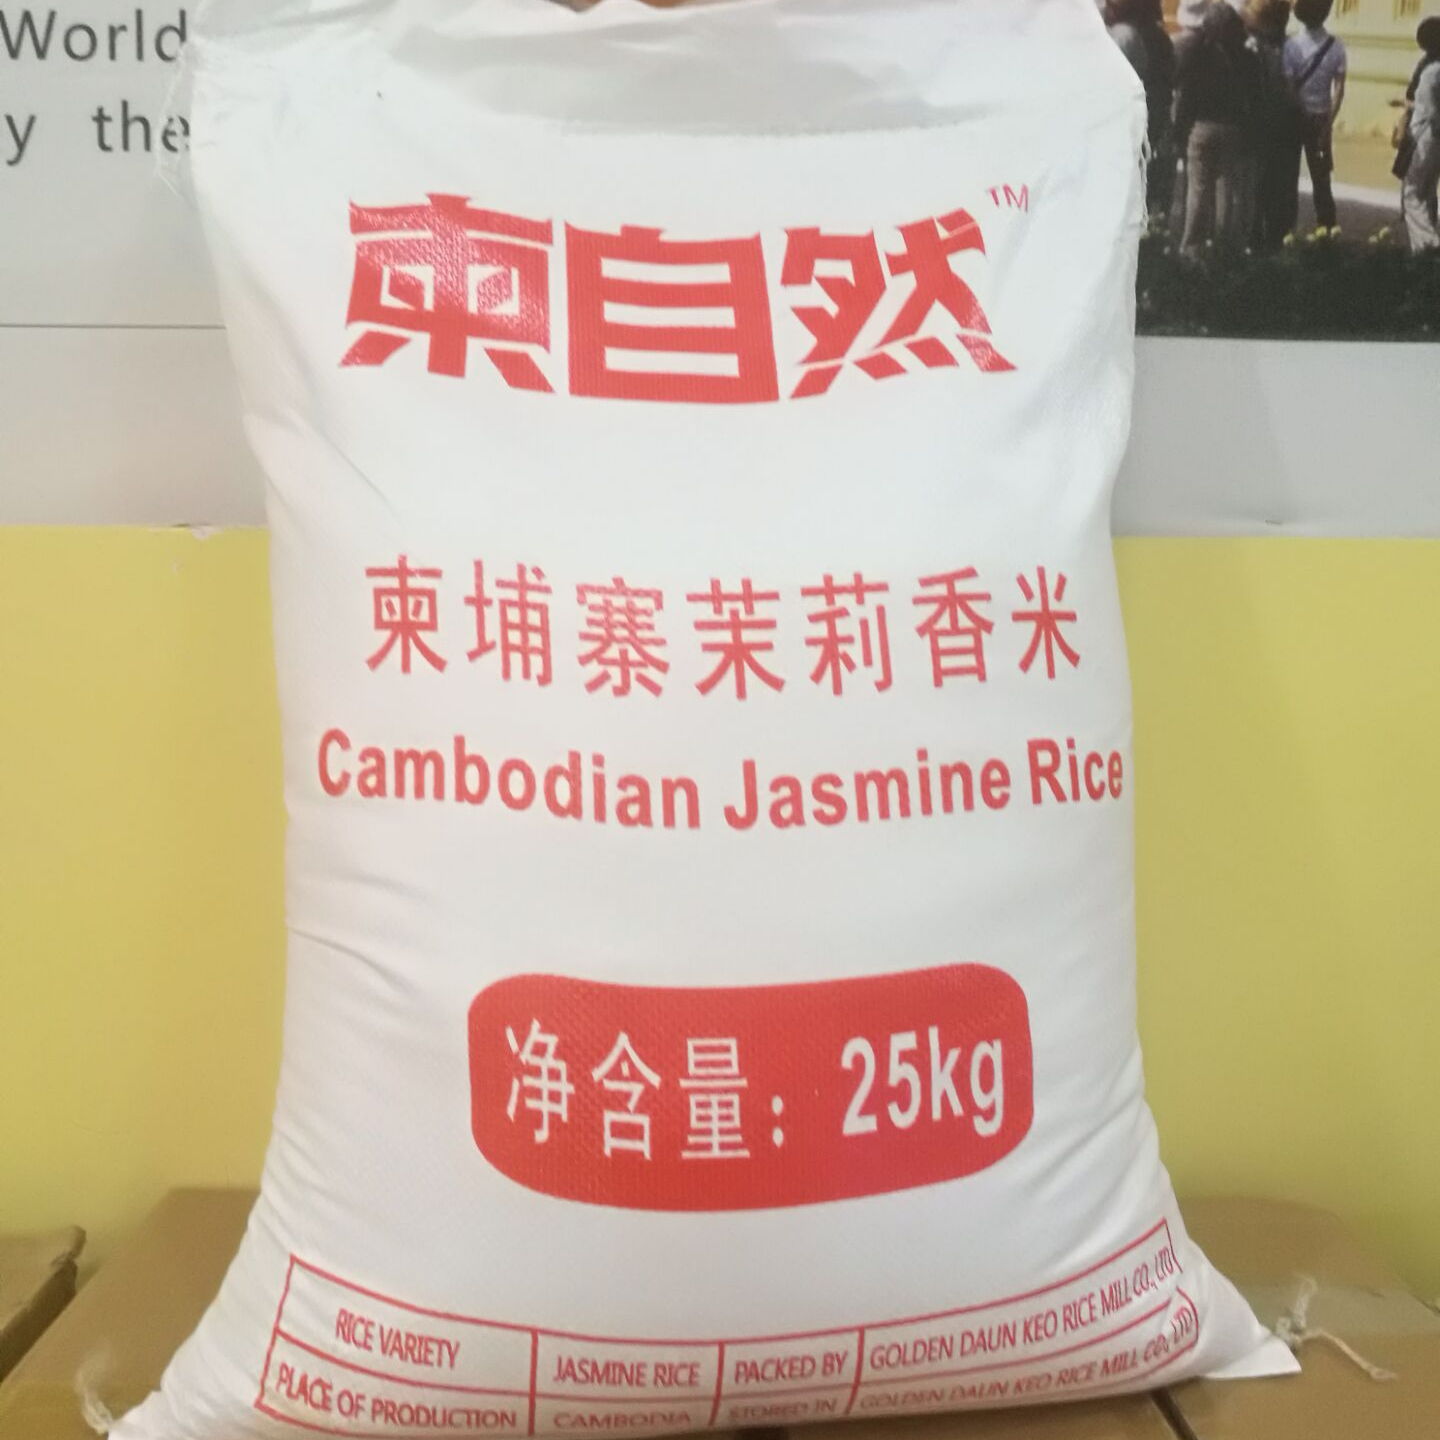 World
y the
柬自然™
柬埔寨茉莉香米
Cambodian Jasmine Rice
净含量：25kg
RICE VARIETY JASMINE RICE PACKED BY GOLDEN DAUN KEO RICE MILL CO., LTD
PLACE OF PRODUCTION CAMBODIA STORED IN GOLDEN DAUN KEO RICE MILL CO., LTD